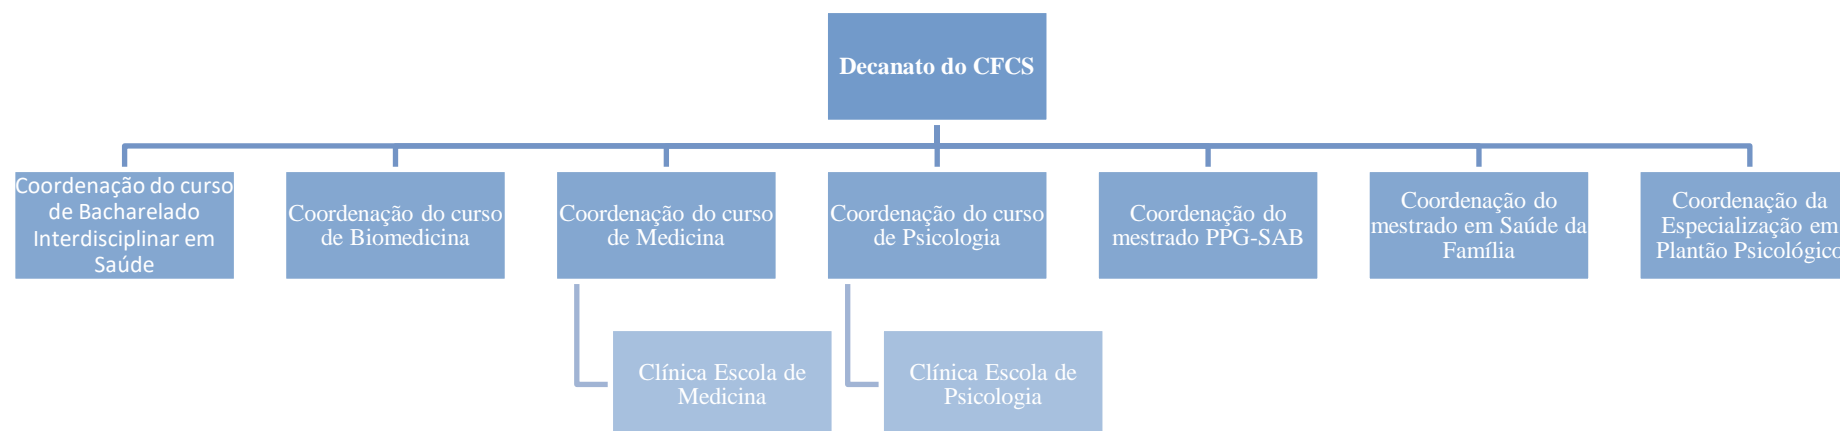 Decanato do CFCS
Coordenação do curso
de Bacharelado
Interdisciplinar em
Saúde
Coordenação do curso
de Biomedicina
Coordenação do curso
de Medicina
Coordenação do curso
de Psicologia
Coordenação do
mestrado PPG-SAB
Coordenação do
mestrado em Saúde da
Família
Coordenação da
Especialização em
Plantão Psicológico
Clínica Escola de
Medicina
Clínica Escola de
Psicologia